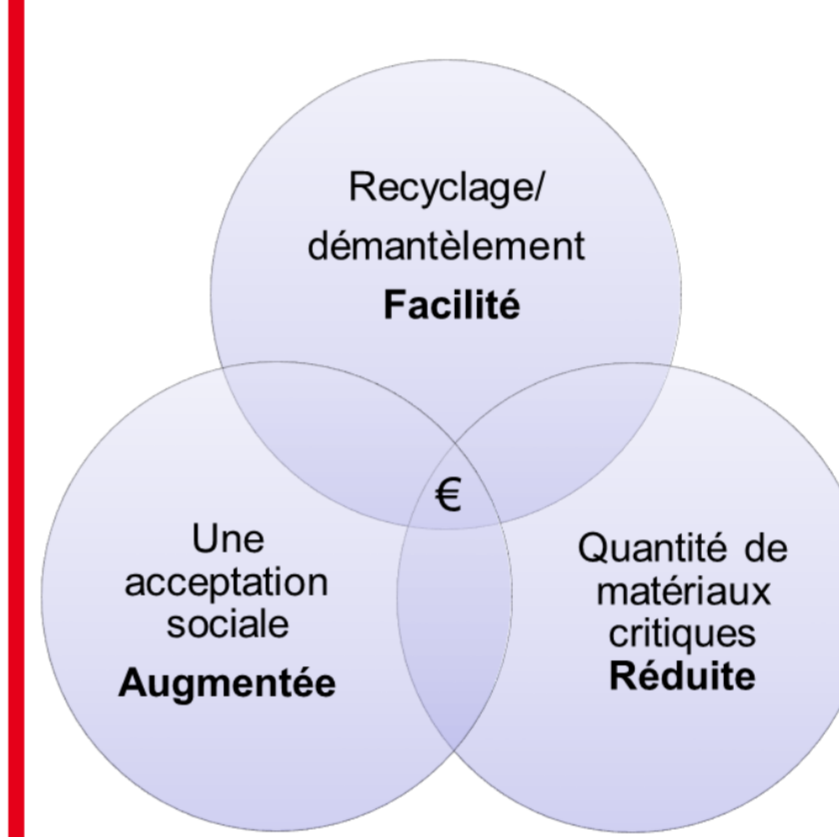 Recyclage/
démantèlement
Facilité
€
Une
acceptation
sociale
Augmentée
Quantité de
matériaux
critiques
Réduite